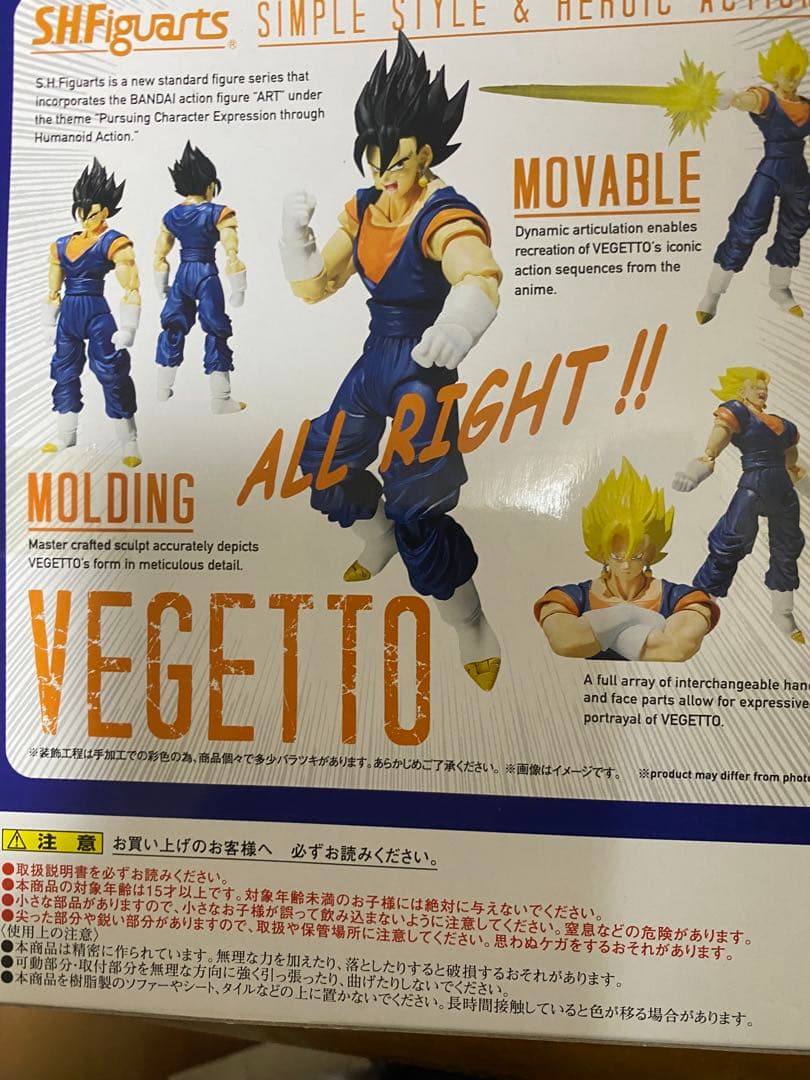 S.H.Figuarts® SIMPLE STYLE & HEROIC ACTION
S.H.Figuarts is a new standard figure series that
incorporates the BANDAI action figure "ART" under
the theme "Pursuing Character Expression through
Humanoid Action."
MOVABLE
Dynamic articulation enables
recreation of VEGETTO's iconic
action sequences from the
anime.
ALL RIGHT!!
MOLDING
Master crafted sculpt accurately depicts
VEGETTO's form in meticulous detail.
VEGETTO
A full array of interchangeable han
and face parts allow for expressive
portrayal of VEGETTO.
※装飾工程は手加工での彩色の為、商品個々で多少バラツキがあります。あらかじめご了承ください。 ※画像はイメージです。 ※product may differ from phot
注意 お買い上げのお客様へ 必ずお読みください。
●取扱説明書を必ずお読みください。
●本商品の対象年齢は15才以上です。対象年齢未満のお子様には絶対に与えないでください。
●小さな部品がありますので、小さなお子様が誤って飲み込まないように注意してください。窒息などの危険があります。
●尖った部分や鋭い部分がありますので、取扱や保管場所に注意してください。思わぬケガをするおそれがあります。
〈使用上の注意〉
●本商品は精密に作られています。無理な力を加えたり、落としたりすると破損するおそれがあります。
●可動部分・取付部分を無理な方向に強く引っ張ったり、曲げたりしないでください。
●本商品を樹脂製のソファーやシート、タイルなどの上に置かないでください。長時間接触していると色が移る場合があります。